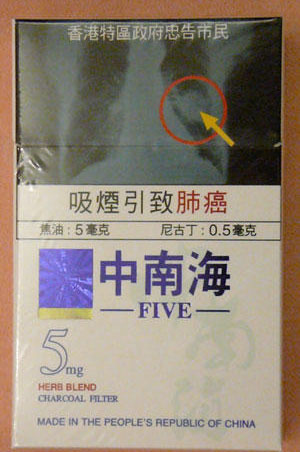 香港特區政府忠告市民
吸煙引致肺癌
焦油：5毫克 尼古丁：0.5毫克
中南海
FIVE
5mg
HERB BLEND
CHARCOAL FILTER
MADE IN THE PEOPLE'S REPUBLIC OF CHINA